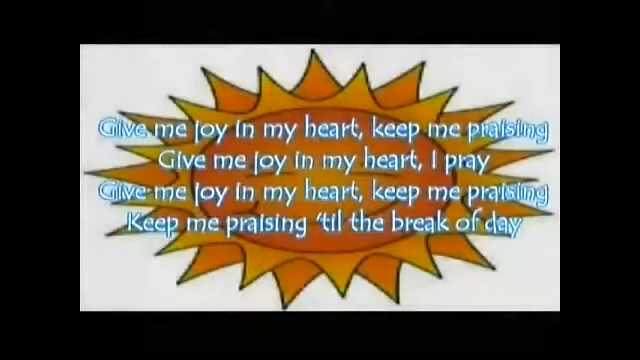 Give me joy in my heart, keep me praising
Give me joy in my heart, I pray
Give me joy in my heart, keep me praising
Keep me praising 'til the break of day